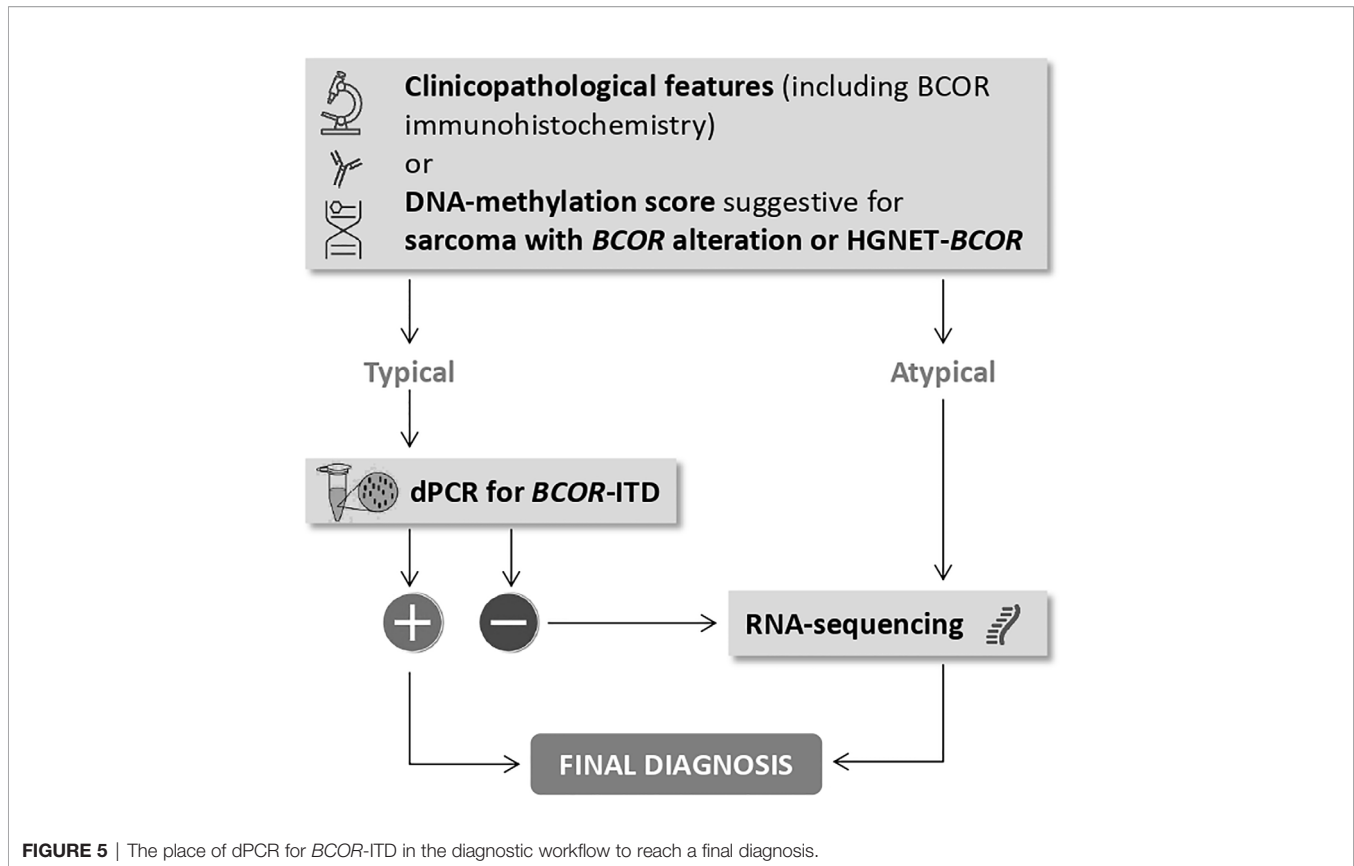 Clinicopathological features (including BCOR
immunohistochemistry)
or
DNA-methylation score suggestive for
sarcoma with BCOR alteration or HGNET-BCOR
Typical
Atypical
dPCR for BCOR-ITD
RNA-sequencing
FINAL DIAGNOSIS
FIGURE 5 | The place of dPCR for BCOR-ITD in the diagnostic workflow to reach a final diagnosis.